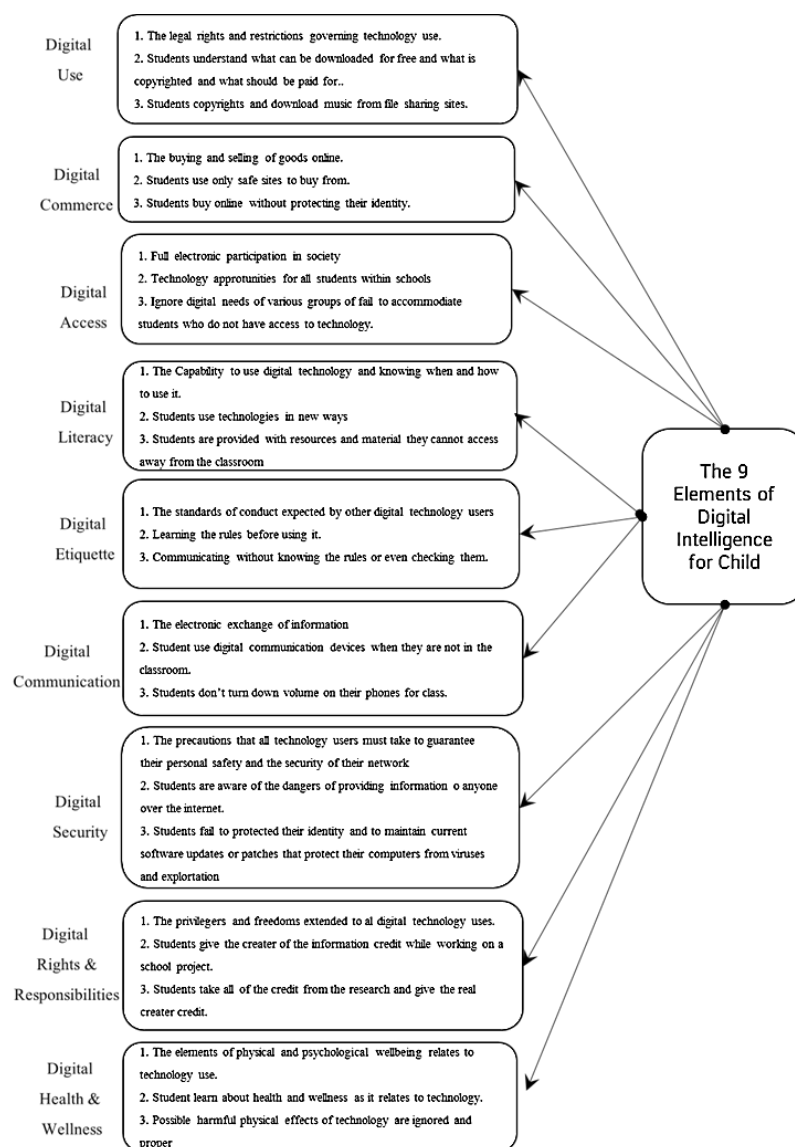 Digital
Use
1. The legal rights and restrictions governing technology use.
2. Students understand what can be downloaded for free and what is
copyrighted and what should be paid for..
3. Students copyrights and download music from file sharing sites.
Digital
Commerce
1. The buying and selling of goods online.
2. Students use only safe sites to buy from.
3. Students buy online without protecting their identity.
Digital
Access
1. Full electronic participation in society
2. Technology approtunities for all students within schools
3. Ignore digital needs of various groups of fail to accommodiate
students who do not have access to technology.
Digital
Literacy
1. The Capability to use digital technology and knowing when and how
to use it.
2. Students use technologies in new ways
3. Students are provided with resources and material they cannot access
away from the classroom
Digital
Etiquette
1. The standards of conduct expected by other digital technology users
2. Learning the rules before using it.
3. Communicating without knowing the rules or even checking them.
Digital
Communication
1. The electronic exchange of information
2. Student use digital communication devices when they are not in the
classroom.
3. Students don't turn down volume on their phones for class.
Digital
Security
1. The precautions that all technology users must take to guarantee
their personal safety and the security of their network
2. Students are aware of the dangers of providing information o anyone
over the internet.
3. Students fail to protected their identity and to maintain current
software updates or patches that protect their computers from viruses
and explortation
Digital
Rights &
Responsibilities
1. The privilegers and freedoms extended to al digital technology uses.
2. Students give the creater of the information credit while working on a
school project.
3. Students take all of the credit from the research and give the real
creater credit.
Digital
Health &
Wellness
1. The elements of physical and psychological wellbeing relates to
technology use.
2. Student learn about health and wellness as it relates to technology.
3. Possible harmful physical effects of technology are ignored and
proper
The 9
Elements of
Digital
Intelligence
for Child